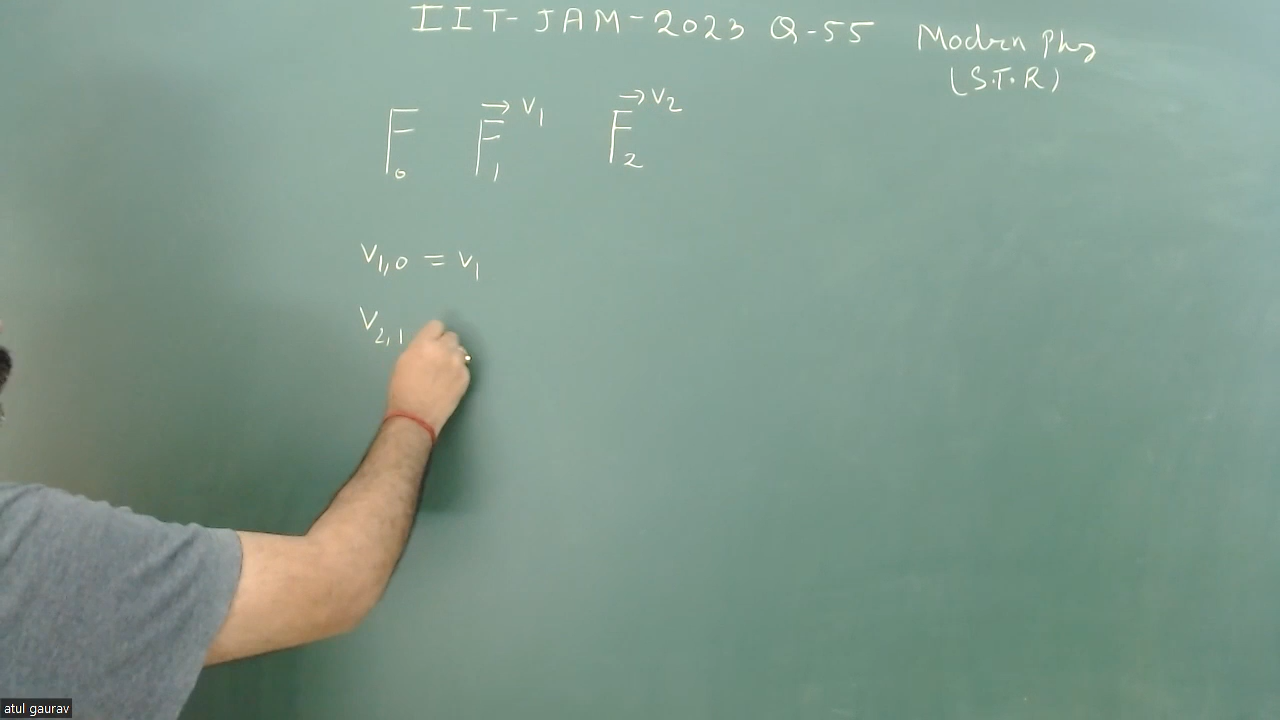 IIT-JAM-2023 Q-55 Modern Phy
(S.T.R)
F₀ F₁ → v₁ F₂ → v₂
v₁,₀ = v₁
v₂,₁
atul gaurav